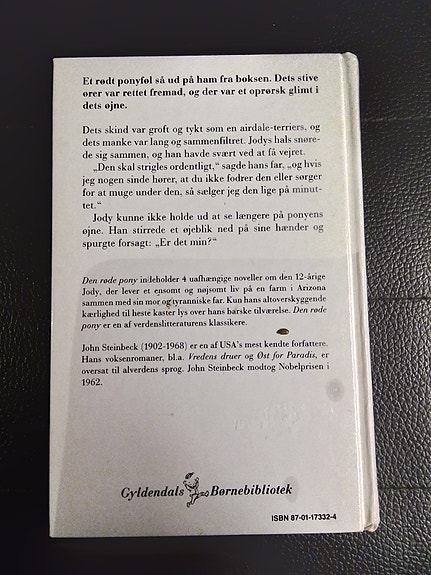 Et rødt ponyføl så ud på ham fra boksen. Dets stive
ører var rettet fremad, og der var et oprørsk glimt i
dets øjne.
Dets skind var groft og tykt som en airdale-terriers, og
dets manke var lang og sammenfiltret. Jodys hals snøre-
de sig sammen, og han havde svært ved at få vejret.
„Den skal strigles ordentligt,“ sagde hans far, „og hvis
jeg nogen sinde hører, at du ikke fodrer den eller sørger
for at muge under den, så sælger jeg den lige på minut-
tet.“
Jody kunne ikke holde ud at se længere på ponyens
øjne. Han stirrede et øjeblik ned på sine hænder og
spurgte forsagt: „Er det min?“
Den røde pony indeholder 4 uafhængige noveller om den 12-årige
Jody, der lever et ensomt og nøjsomt liv på en farm i Arizona
sammen med sin mor og tyranniske far. Kun hans altoverskyggende
kærlighed til heste kaster lys over hans barske tilværelse. Den røde
pony er en af verdenslitteraturens klassikere.
John Steinbeck (1902-1968) er en af USA's mest kendte forfattere.
Hans voksenromaner, bl.a. Vredens druer og Øst for Paradis, er
oversat til alverdens sprog. John Steinbeck modtog Nobelprisen i
1962.
Gyldendals Børnebibliotek
ISBN 87-01-17332-4